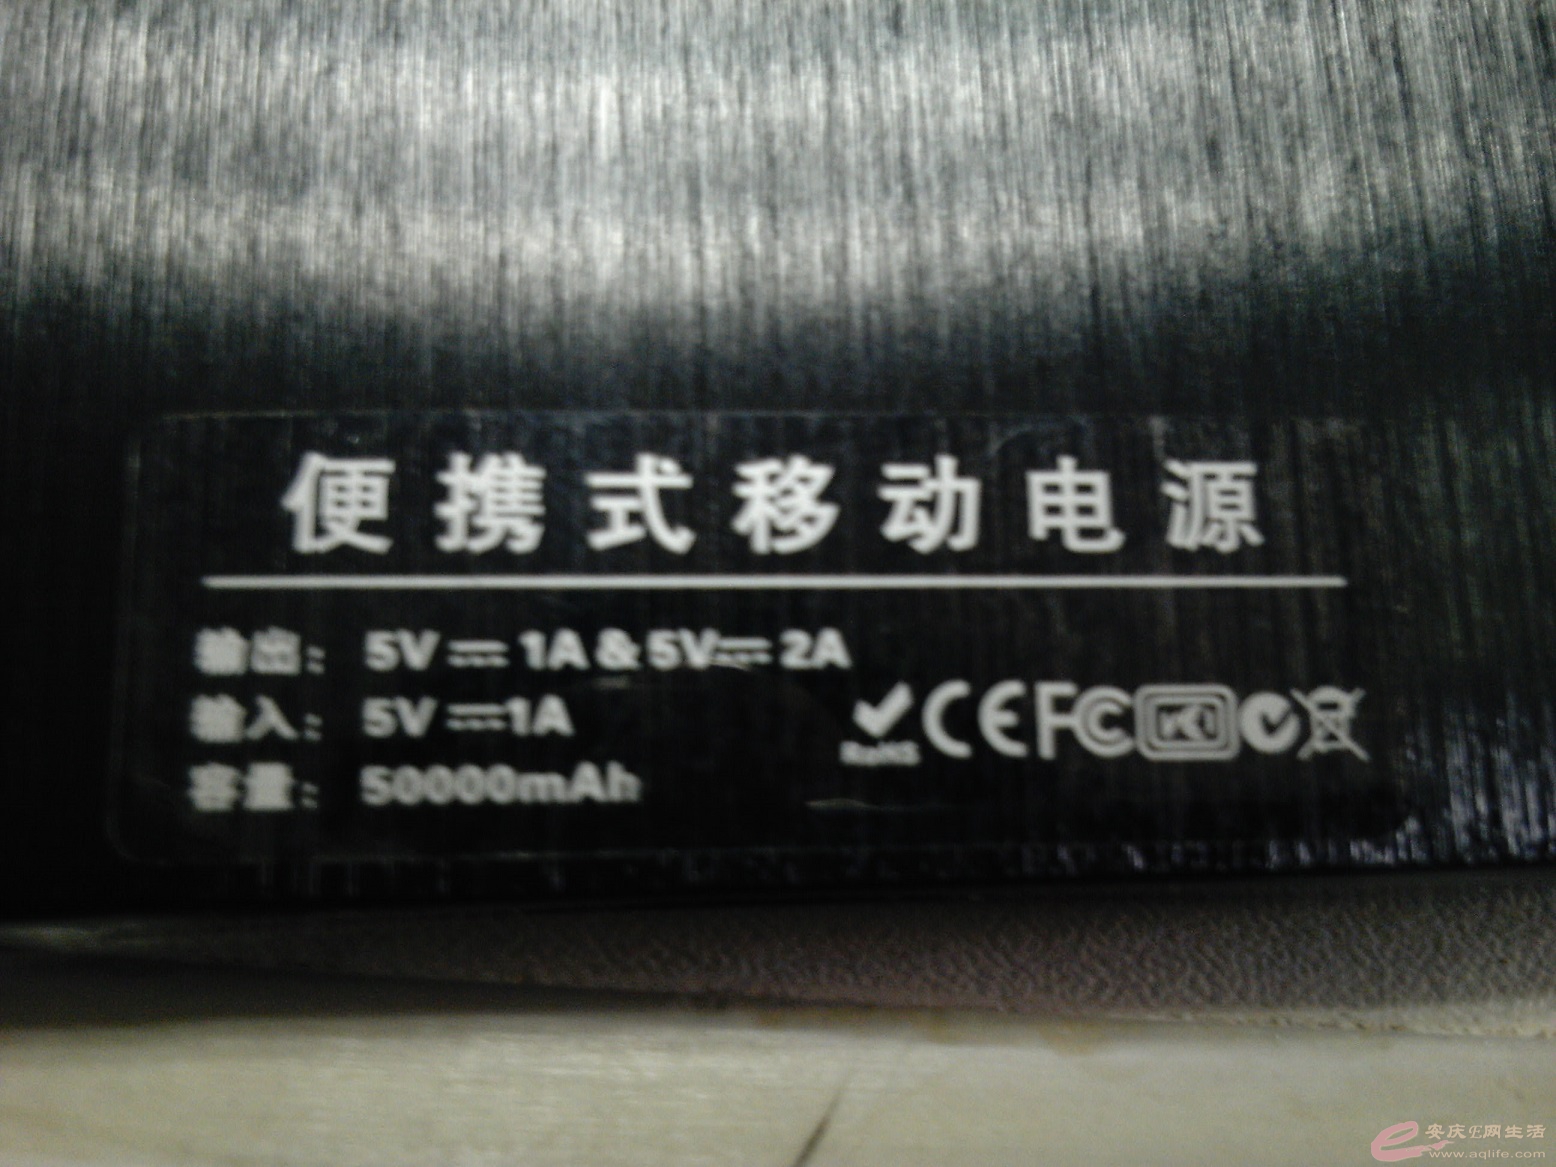 便携式移动电源
输出： 5V⎓1A & 5V⎓2A
输入： 5V⎓1A
容量： 50000mAh
RoHS CE FC
安庆E网生活
www.aqlife.com